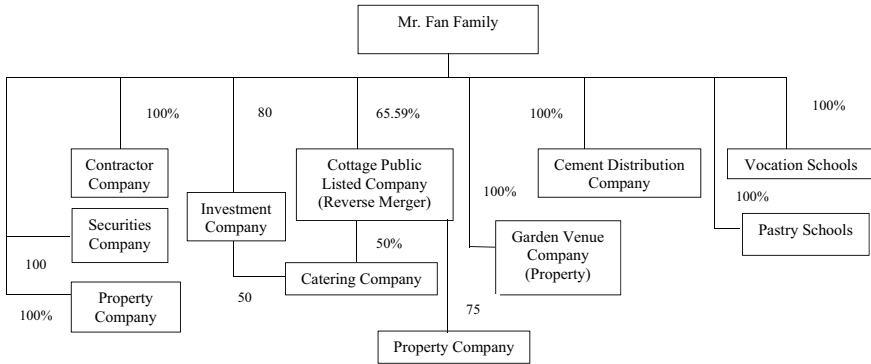 Mr. Fan Family
100%
80
65.59%
100%
100%
Contractor
Company
Cottage Public
Listed Company
(Reverse Merger)
Cement Distribution
Company
Vocation Schools
Investment
Company
100%
100%
Securities
Company
Garden Venue
Company
(Property)
Pastry Schools
50%
100
Catering Company
50
Property
Company
100%
75
Property Company